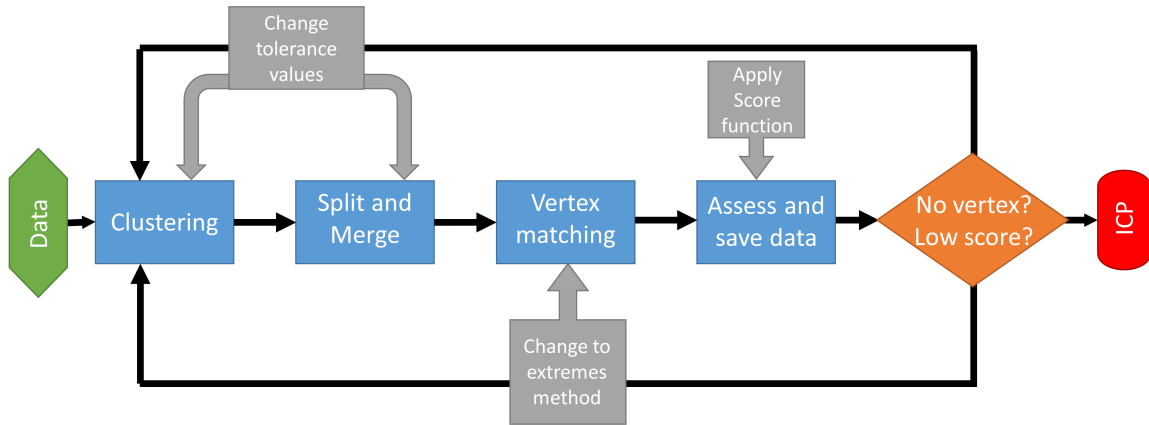 Change
tolerance
values
Apply
Score
function
Data
Clustering
Split and
Merge
Vertex
matching
Assess and
save data
No vertex?
Low score?
ICP
Change to
extremes
method